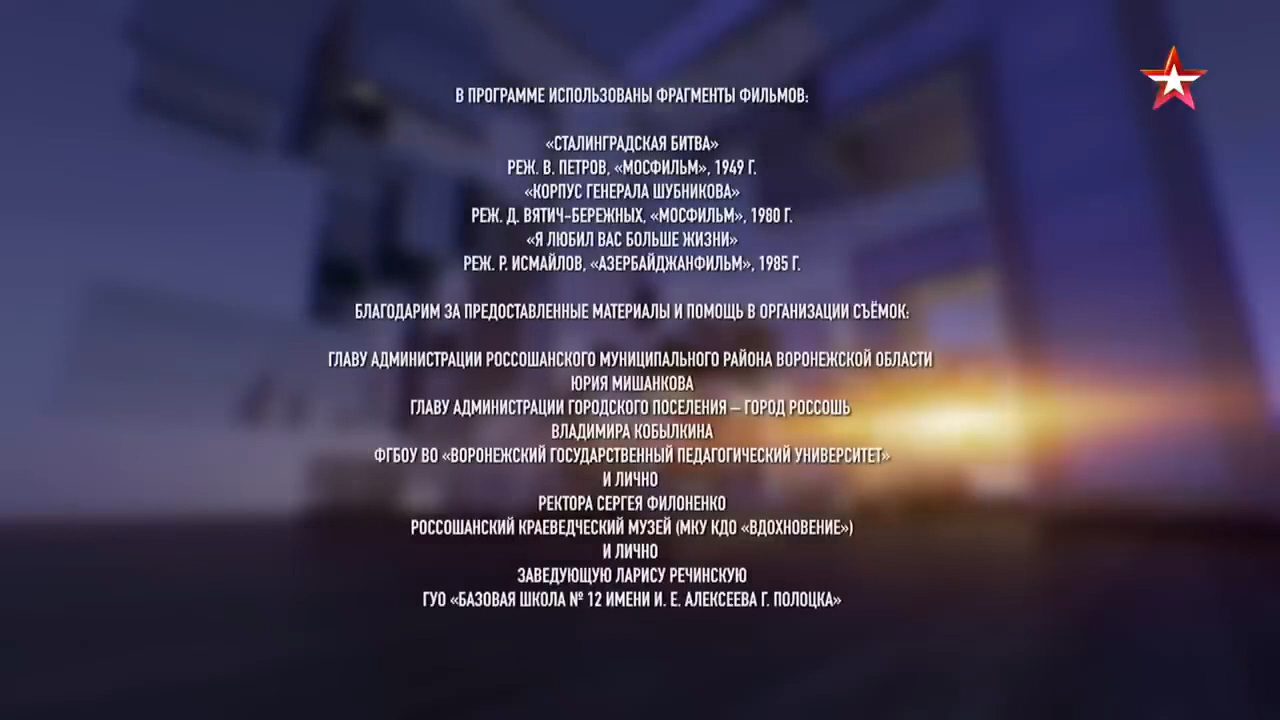 В ПРОГРАММЕ ИСПОЛЬЗОВАНЫ ФРАГМЕНТЫ ФИЛЬМОВ:
«СТАЛИНГРАДСКАЯ БИТВА»
РЕЖ. В. ПЕТРОВ, «МОСФИЛЬМ», 1949 Г.
«КОРПУС ГЕНЕРАЛА ШУБНИКОВА»
РЕЖ. Д. ВЯТИЧ-БЕРЕЖНЫХ, «МОСФИЛЬМ», 1980 Г.
«Я ЛЮБИЛ ВАС БОЛЬШЕ ЖИЗНИ»
РЕЖ. Р. ИСМАЙЛОВ, «АЗЕРБАЙДЖАНФИЛЬМ», 1985 Г.
БЛАГОДАРИМ ЗА ПРЕДОСТАВЛЕННЫЕ МАТЕРИАЛЫ И ПОМОЩЬ В ОРГАНИЗАЦИИ СЪЁМОК:
ГЛАВУ АДМИНИСТРАЦИИ РОССОШАНСКОГО МУНИЦИПАЛЬНОГО РАЙОНА ВОРОНЕЖСКОЙ ОБЛАСТИ
ЮРИЯ МИШАНКОВА
ГЛАВУ АДМИНИСТРАЦИИ ГОРОДСКОГО ПОСЕЛЕНИЯ – ГОРОД РОССОШЬ
ВЛАДИМИРА КОБЫЛКИНА
ФГБОУ ВО «ВОРОНЕЖСКИЙ ГОСУДАРСТВЕННЫЙ ПЕДАГОГИЧЕСКИЙ УНИВЕРСИТЕТ»
И ЛИЧНО
РЕКТОРА СЕРГЕЯ ФИЛОНЕНКО
РОССОШАНСКИЙ КРАЕВЕДЧЕСКИЙ МУЗЕЙ (МКУ КДО «ВДОХНОВЕНИЕ»)
И ЛИЧНО
ЗАВЕДУЮЩУЮ ЛАРИСУ РЕЧИНСКУЮ
ГУО «БАЗОВАЯ ШКОЛА № 12 ИМЕНИ И. Е. АЛЕКСЕЕВА Г. ПОЛОЦКА»